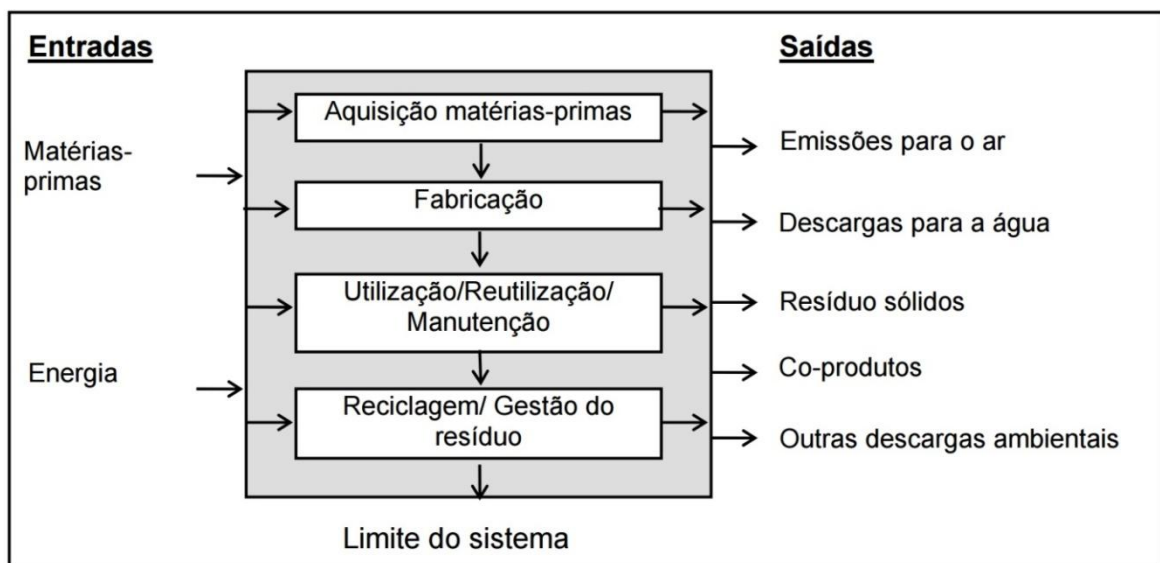 Entradas
Saídas
Aquisição matérias-primas
Matérias-
primas
Emissões para o ar
Fabricação
Descargas para a água
Utilização/Reutilização/
Manutenção
Resíduo sólidos
Energia
Co-produtos
Reciclagem/ Gestão do
resíduo
Outras descargas ambientais
Limite do sistema